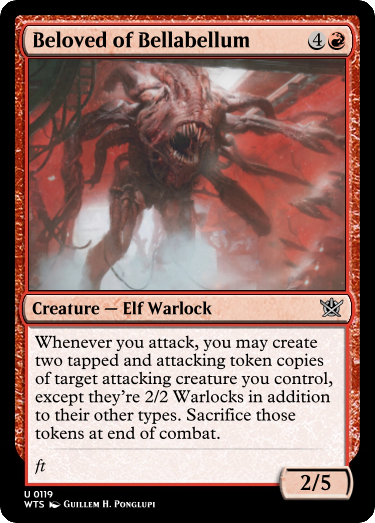 Beloved of Bellabellum 4
Creature — Elf Warlock
Whenever you attack, you may create
two tapped and attacking token copies
of target attacking creature you control,
except they're 2/2 Warlocks in addition
to their other types. Sacrifice those
tokens at end of combat.
ft
2/5
U 0119
WTS Guillem H. Ponglupi